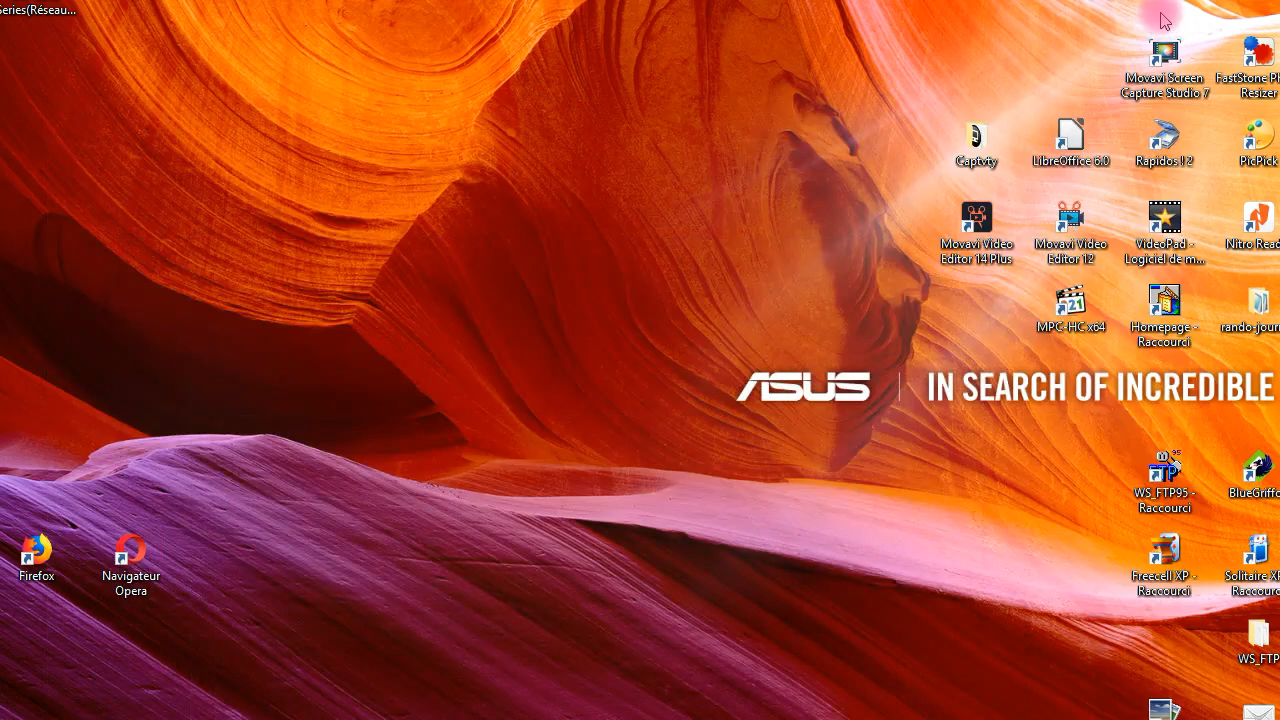 Series(Réseau...
Movavi Screen
Capture Studio 7
FastStone Ph
Resizer
Captvty
LibreOffice 6.0
Rapidos ! 2
PicPick
Movavi Video
Editor 14 Plus
Movavi Video
Editor 12
VideoPad -
Logiciel de m...
Nitro Read
MPC-HC x64
Homepage -
Raccourci
rando-journ
ASUS IN SEARCH OF INCREDIBLE
WS_FTP95 -
Raccourci
BlueGriffo
Firefox
Navigateur
Opera
Freecell XP -
Raccourci
Solitaire XP
Raccourc
WS_FTP